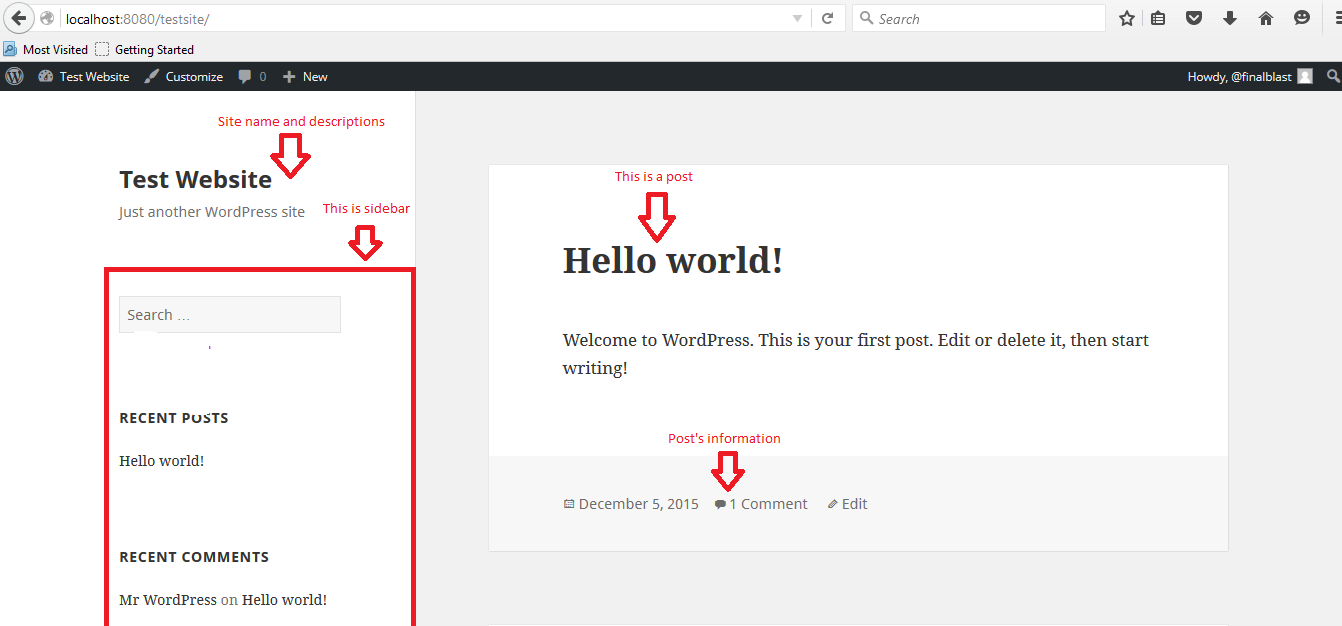 localhost:8080/testsite/
Search
Most Visited
Getting Started
Test Website
Customize
0
New
Howdy, @finalblast
Site name and descriptions
Test Website
Just another WordPress site
This is sidebar
Search …
RECENT POSTS
Hello world!
RECENT COMMENTS
Mr WordPress on Hello world!
This is a post
Hello world!
Welcome to WordPress. This is your first post. Edit or delete it, then start
writing!
Post's information
December 5, 2015
1 Comment
Edit